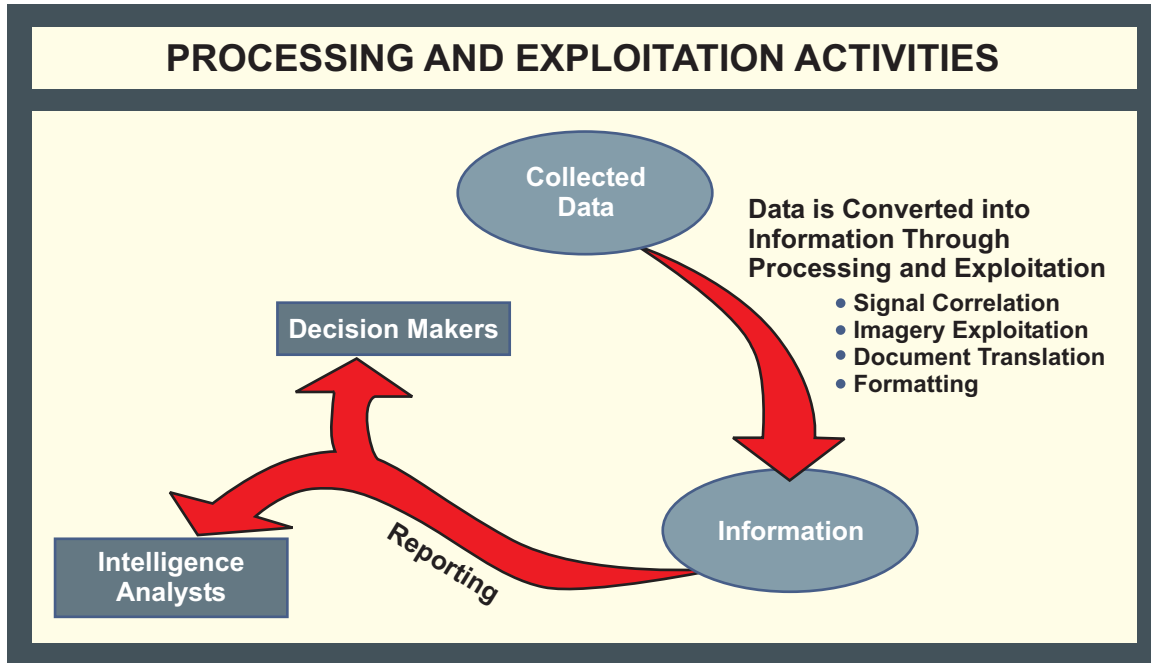 PROCESSING AND EXPLOITATION ACTIVITIES
Collected
Data
Data is Converted into
Information Through
Processing and Exploitation
• Signal Correlation
• Imagery Exploitation
• Document Translation
• Formatting
Decision Makers
Information
Reporting
Intelligence
Analysts